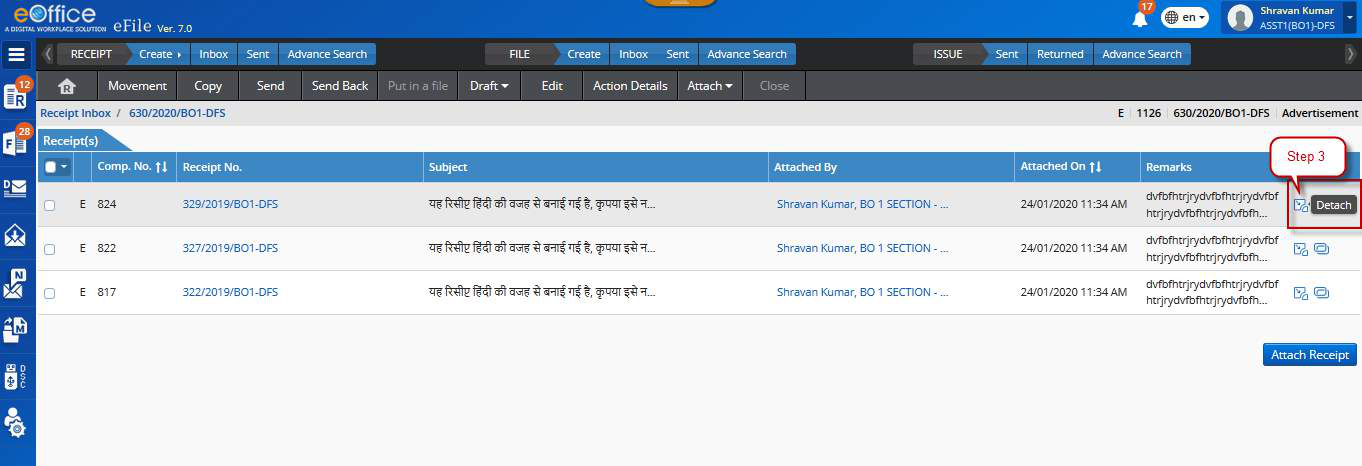 eOffice
A DIGITAL WORKPLACE SOLUTION eFile Ver. 7.0
17
en
Shravan Kumar
ASST1(BO1)-DFS
RECEIPT Create Inbox Sent Advance Search FILE Create Inbox Sent Advance Search ISSUE Sent Returned Advance Search
R Movement Copy Send Send Back Put in a file Draft Edit Action Details Attach Close
12
R
28
F
D
N
M
DSC
Receipt Inbox / 630/2020/BO1-DFS E 1126 630/2020/BO1-DFS Advertisement
Receipt(s)
Comp. No. Receipt No. Subject Attached By Attached On Remarks
Step 3
E 824 329/2019/BO1-DFS यह रिसीप्ट हिंदी की वजह से बनाई गई है, कृपया इसे न... Shravan Kumar, BO 1 SECTION - ... 24/01/2020 11:34 AM dvfbfhtrjrydvfbfhtrjrydvfbf
htrjrydvfbfhtrjrydvfbfh...
Detach
E 822 327/2019/BO1-DFS यह रिसीप्ट हिंदी की वजह से बनाई गई है, कृपया इसे न... Shravan Kumar, BO 1 SECTION - ... 24/01/2020 11:34 AM dvfbfhtrjrydvfbfhtrjrydvfbf
htrjrydvfbfhtrjrydvfbfh...
E 817 322/2019/BO1-DFS यह रिसीप्ट हिंदी की वजह से बनाई गई है, कृपया इसे न... Shravan Kumar, BO 1 SECTION - ... 24/01/2020 11:34 AM dvfbfhtrjrydvfbfhtrjrydvfbf
htrjrydvfbfhtrjrydvfbfh...
Attach Receipt